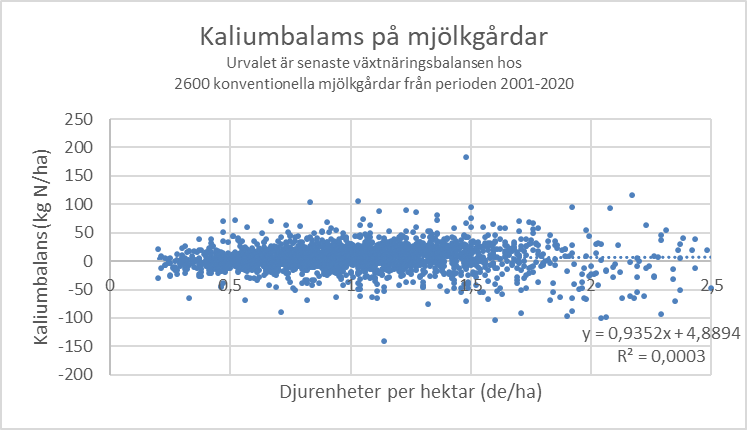 Kaliumbalams på mjölkgårdar
Urvalet är senaste växtnäringsbalansen hos
2600 konventionella mjölkgårdar från perioden 2001-2020
Kaliumbalans (kg N/ha)
250
200
150
100
50
0
-50
-100
-150
-200
0
0,5
1
1,5
2
2,5
y = 0,9352x + 4,8894
R² = 0,0003
Djurenheter per hektar (de/ha)